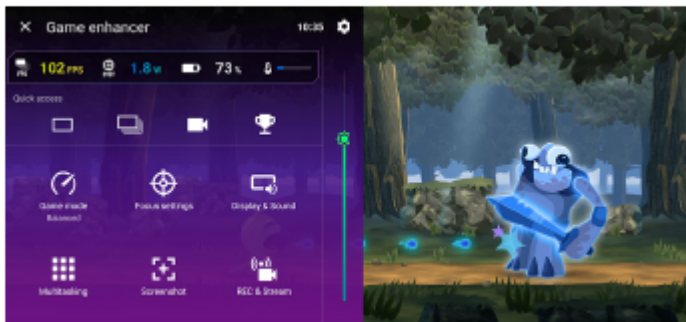 Game enhancer
10:35
102 FPS 1.8 W 73 %
Quick access
Game mode
Balanced
Focus settings
Display & Sound
Multitasking
Screenshot
REC & Stream